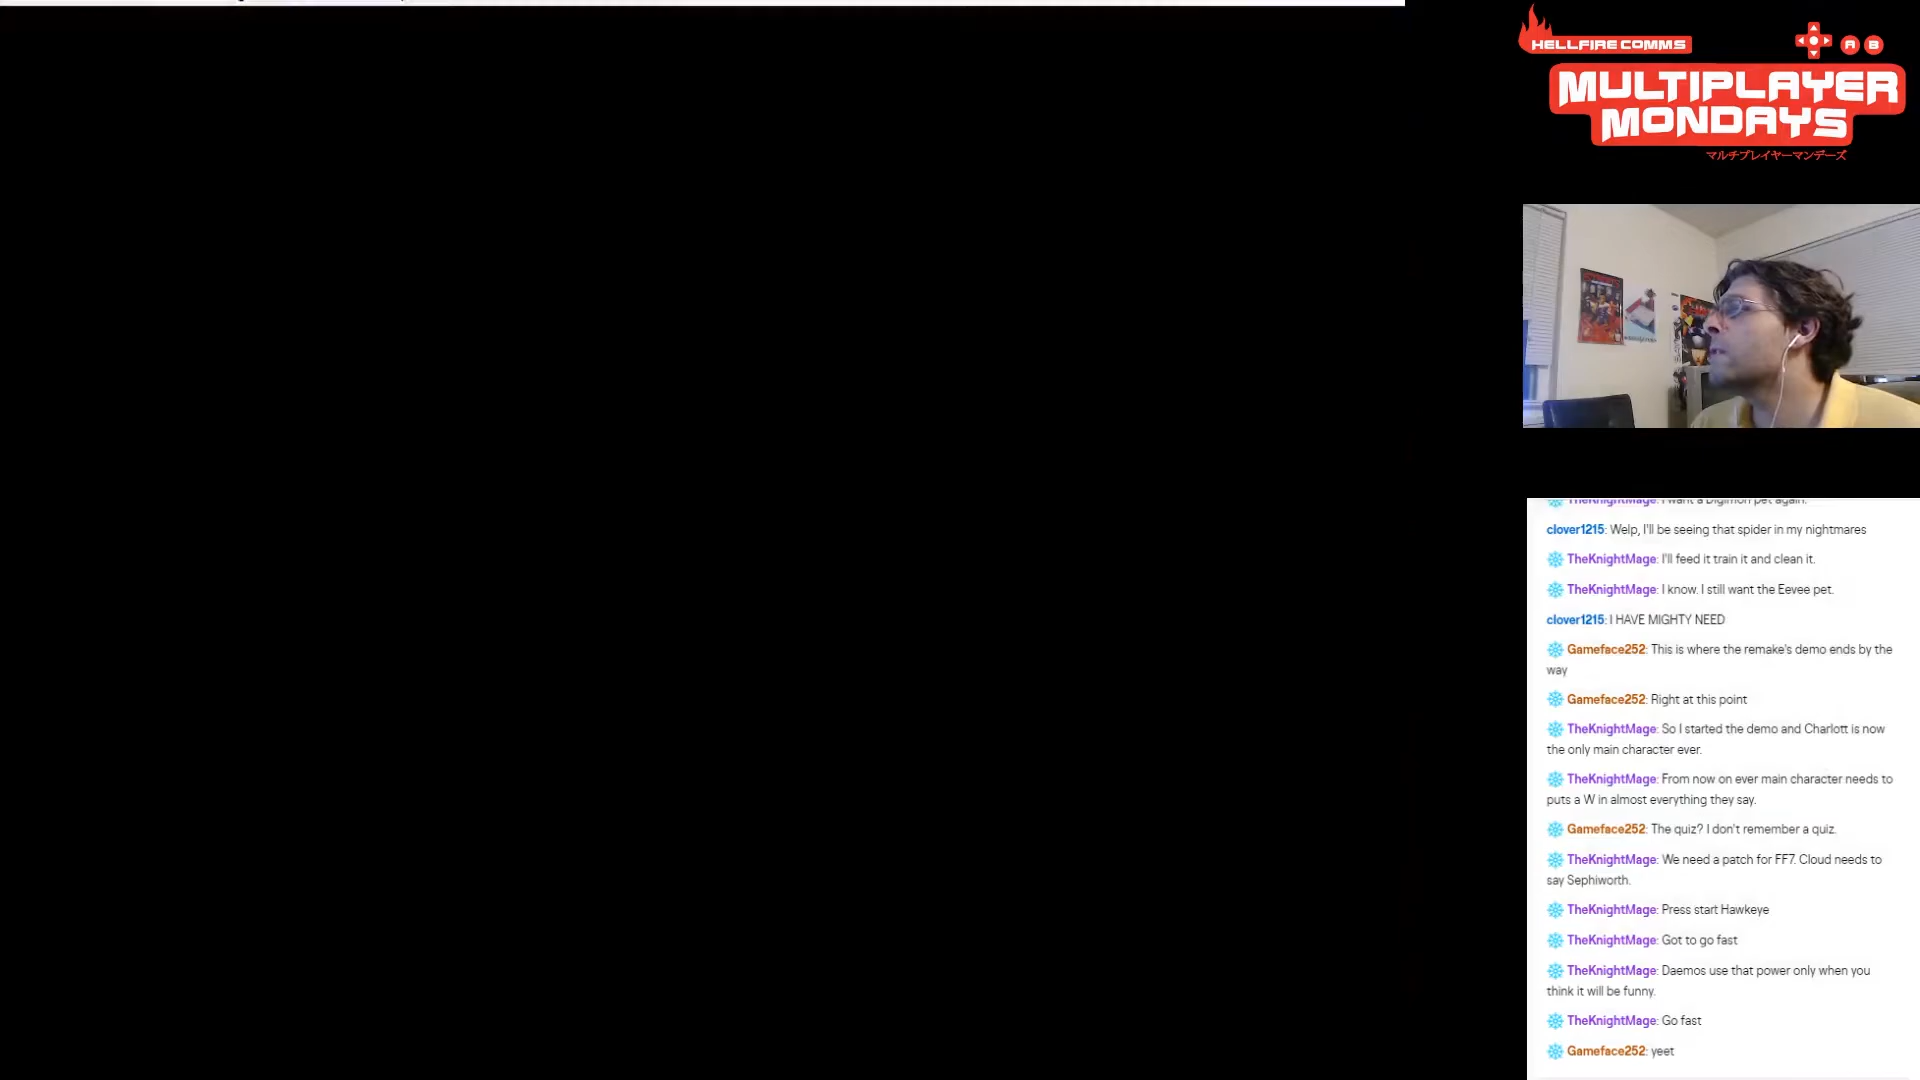 HELLFIRE COMMS
A B
MULTIPLAYER
MONDAYS
マルチプレイヤーマンデーズ
TheKnightMage: I want a Digimon pet again.
clover1215: Welp, I'll be seeing that spider in my nightmares
TheKnightMage: I'll feed it train it and clean it.
TheKnightMage: I know. I still want the Eevee pet.
clover1215: I HAVE MIGHTY NEED
Gameface252: This is where the remake's demo ends by the
way
Gameface252: Right at this point
TheKnightMage: So I started the demo and Charlott is now
the only main character ever.
TheKnightMage: From now on ever main character needs to
puts a W in almost everything they say.
Gameface252: The quiz? I don't remember a quiz.
TheKnightMage: We need a patch for FF7. Cloud needs to
say Sephiworth.
TheKnightMage: Press start Hawkeye
TheKnightMage: Got to go fast
TheKnightMage: Daemos use that power only when you
think it will be funny.
TheKnightMage: Go fast
Gameface252: yeet